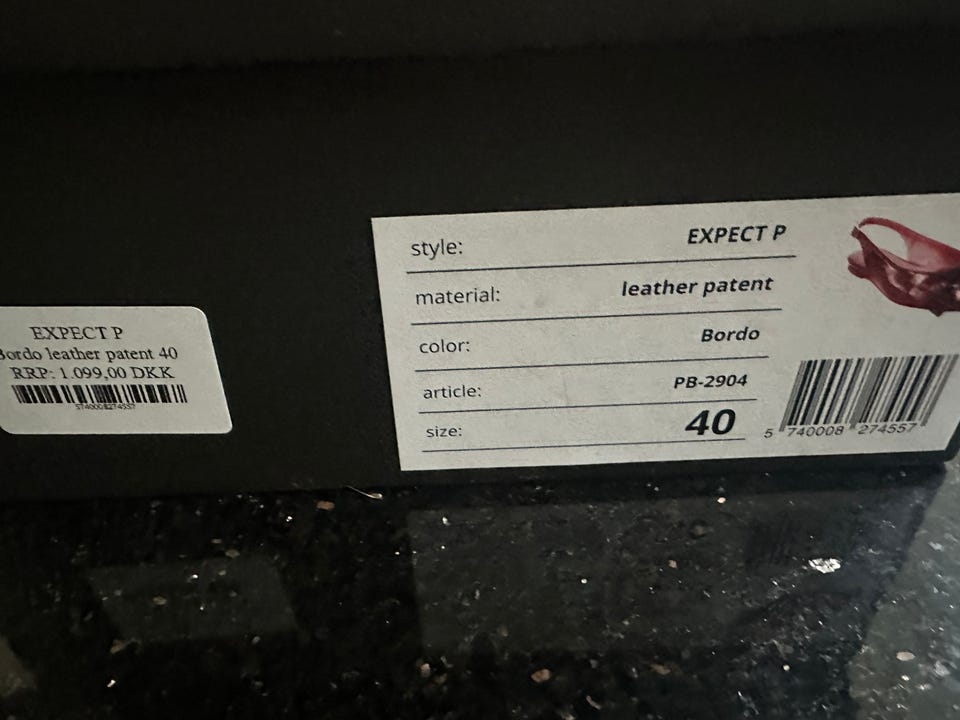 EXPECT P
Bordo leather patent 40
RRP: 1.099,00 DKK
5740008274557
style: EXPECT P
material: leather patent
color: Bordo
article: PB-2904
size: 40
5 740008 274557